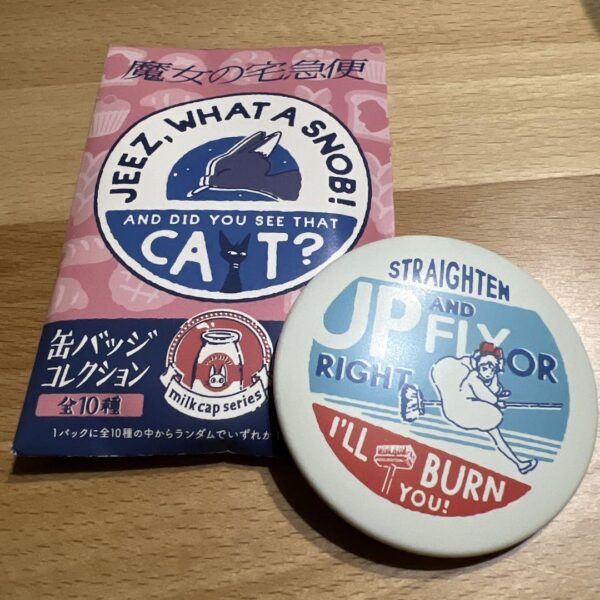 魔女の宅急便
JEEZ, WHAT A SNOB!
AND DID YOU SEE THAT
CAT?
缶バッジ
コレクション
全10種
milk cap series
1パックに全10種の中からランダムでいずれか
STRAIGHTEN
UP AND FLY
RIGHT OR
I'LL BURN
YOU!